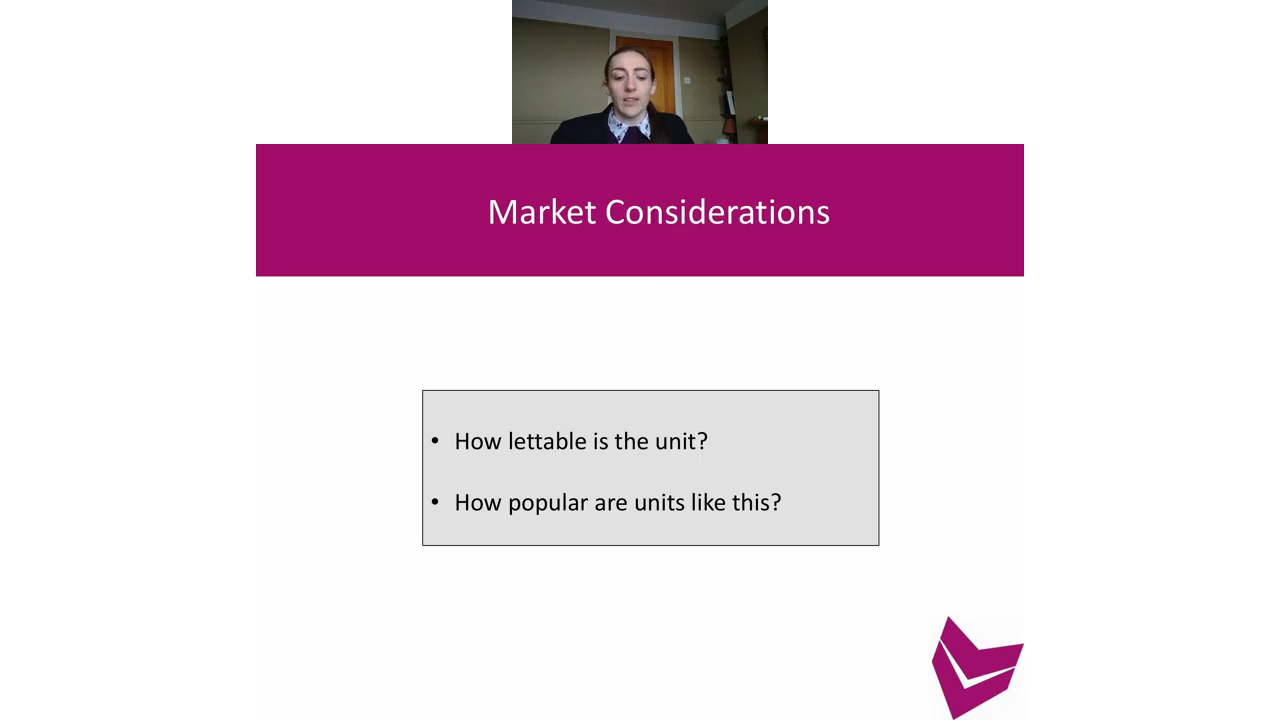 Market Considerations
• How lettable is the unit?
• How popular are units like this?